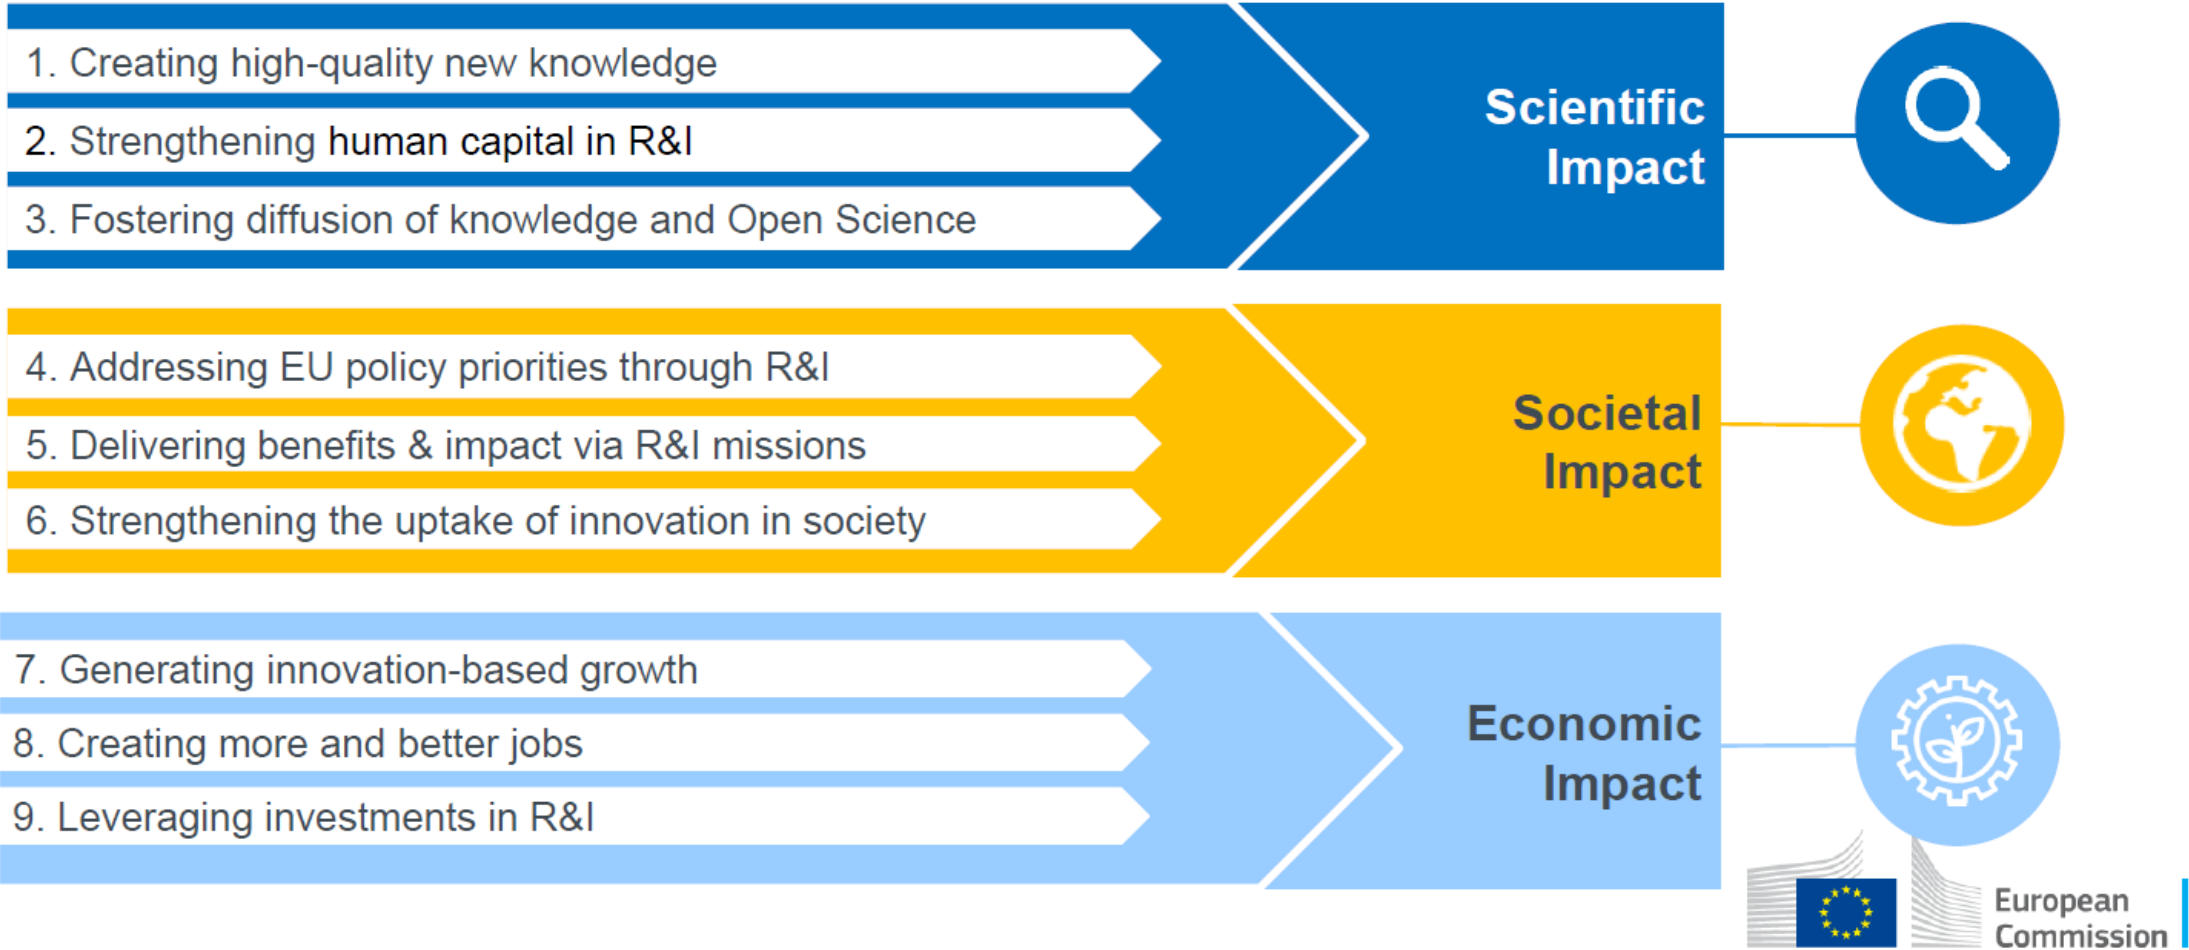 1. Creating high-quality new knowledge
2. Strengthening human capital in R&I
3. Fostering diffusion of knowledge and Open Science
Scientific
Impact
4. Addressing EU policy priorities through R&I
5. Delivering benefits & impact via R&I missions
6. Strengthening the uptake of innovation in society
Societal
Impact
7. Generating innovation-based growth
8. Creating more and better jobs
9. Leveraging investments in R&I
Economic
Impact
European
Commission